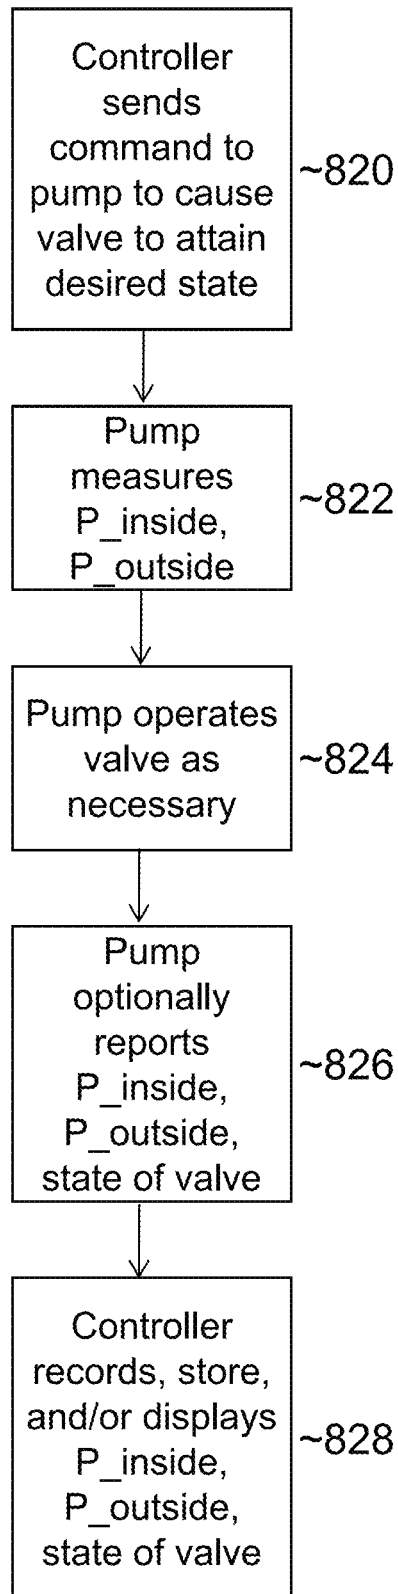 Controller
sends
command to
pump to cause
valve to attain
desired state
~820
Pump
measures
P_inside,
P_outside
~822
Pump operates
valve as
necessary
~824
Pump
optionally
reports
P_inside,
P_outside,
state of valve
~826
Controller
records, store,
and/or displays
P_inside,
P_outside,
state of valve
~828